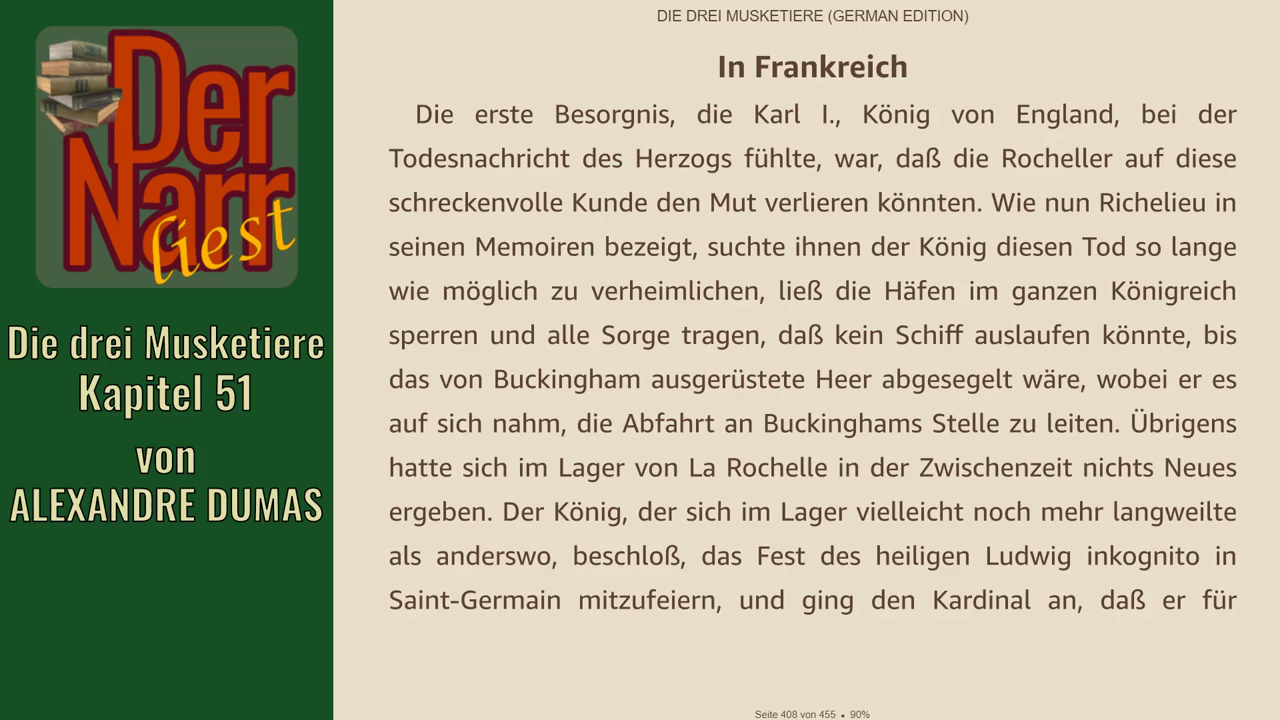 Der
Narr
liest
Die drei Musketiere
Kapitel 51
von
ALEXANDRE DUMAS
DIE DREI MUSKETIERE (GERMAN EDITION)
In Frankreich
Die erste Besorgnis, die Karl I., König von England, bei der
Todesnachricht des Herzogs fühlte, war, daß die Rocheller auf diese
schreckenvolle Kunde den Mut verlieren könnten. Wie nun Richelieu in
seinen Memoiren bezeigt, suchte ihnen der König diesen Tod so lange
wie möglich zu verheimlichen, ließ die Häfen im ganzen Königreich
sperren und alle Sorge tragen, daß kein Schiff auslaufen könnte, bis
das von Buckingham ausgerüstete Heer abgesegelt wäre, wobei er es
auf sich nahm, die Abfahrt an Buckinghams Stelle zu leiten. Übrigens
hatte sich im Lager von La Rochelle in der Zwischenzeit nichts Neues
ergeben. Der König, der sich im Lager vielleicht noch mehr langweilte
als anderswo, beschloß, das Fest des heiligen Ludwig inkognito in
Saint-Germain mitzufeiern, und ging den Kardinal an, daß er für
Seite 408 von 455 • 90%